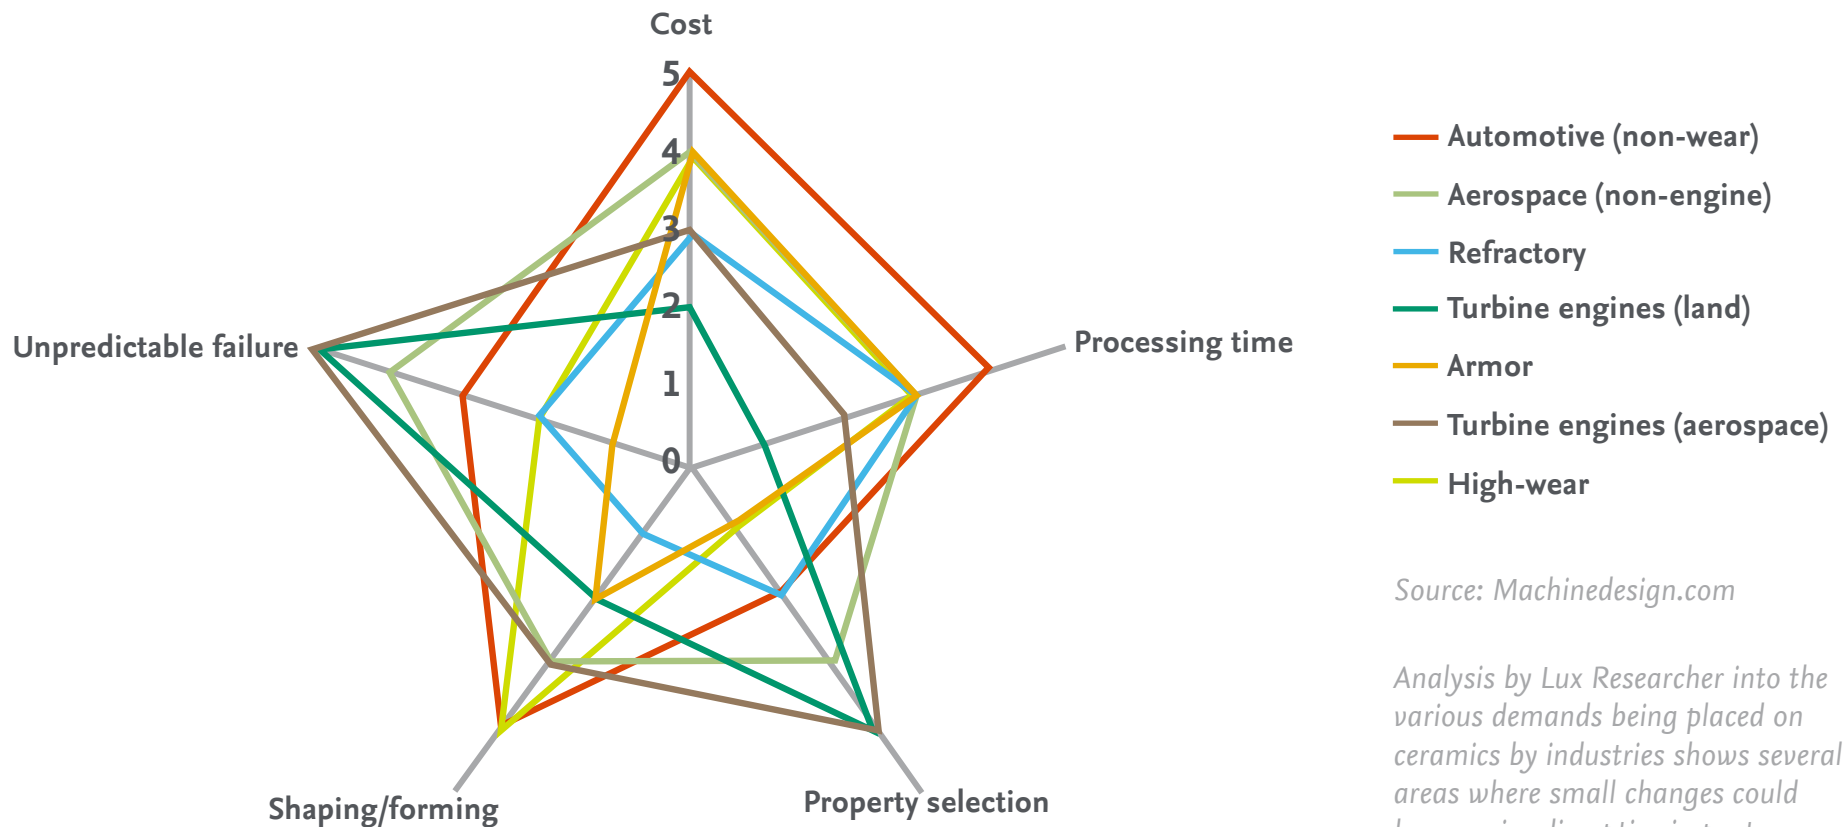 Cost
5
4
3
2
1
0
Unpredictable failure
Processing time
Shaping/forming
Property selection
Automotive (non-wear)
Aerospace (non-engine)
Refractory
Turbine engines (land)
Armor
Turbine engines (aerospace)
High-wear
Source: Machinedesign.com
Analysis by Lux Researcher into the
various demands being placed on
ceramics by industries shows several
areas where small changes could